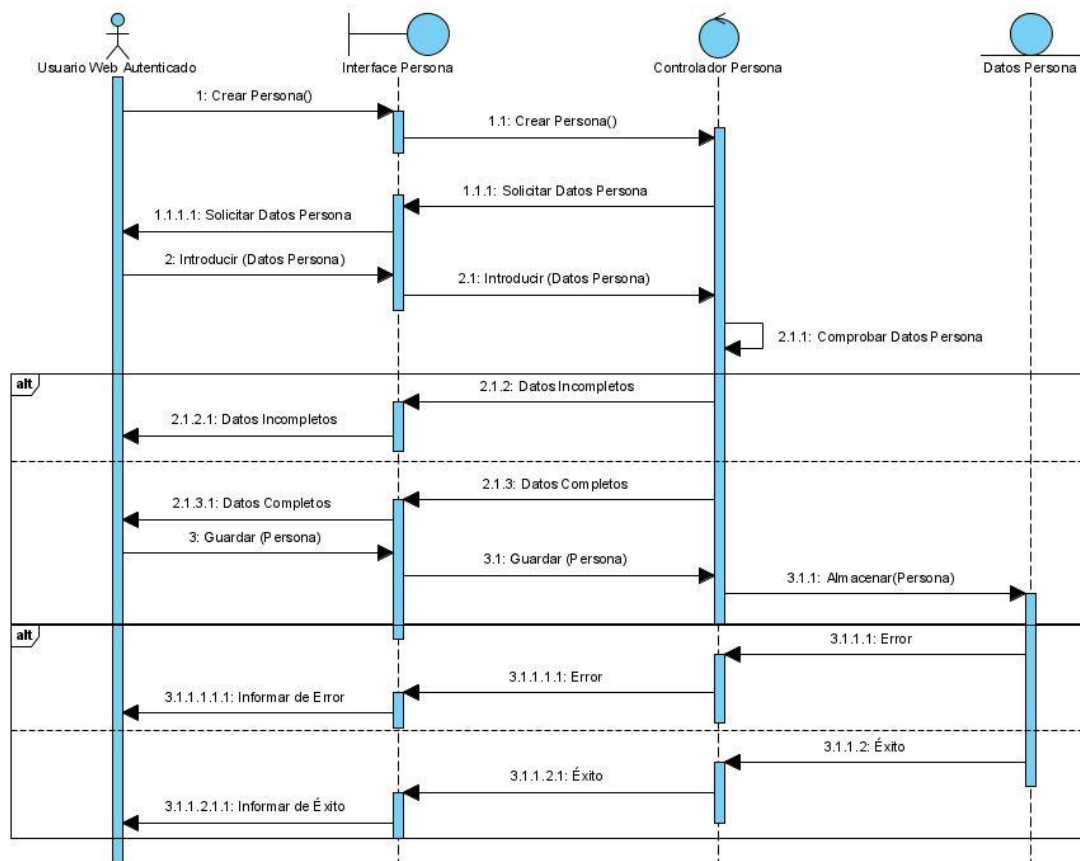 Usuario Web Autenticado
Interface Persona
Controlador Persona
Datos Persona
1: Crear Persona()
1.1: Crear Persona()
1.1.1: Solicitar Datos Persona
1.1.1.1: Solicitar Datos Persona
2: Introducir (Datos Persona)
2.1: Introducir (Datos Persona)
2.1.1: Comprobar Datos Persona
alt
2.1.2: Datos Incompletos
2.1.2.1: Datos Incompletos
2.1.3: Datos Completos
2.1.3.1: Datos Completos
3: Guardar (Persona)
3.1: Guardar (Persona)
3.1.1: Almacenar(Persona)
alt
3.1.1.1: Error
3.1.1.1.1: Error
3.1.1.1.1.1: Informar de Error
3.1.1.2: Éxito
3.1.1.2.1: Éxito
3.1.1.2.1.1: Informar de Éxito